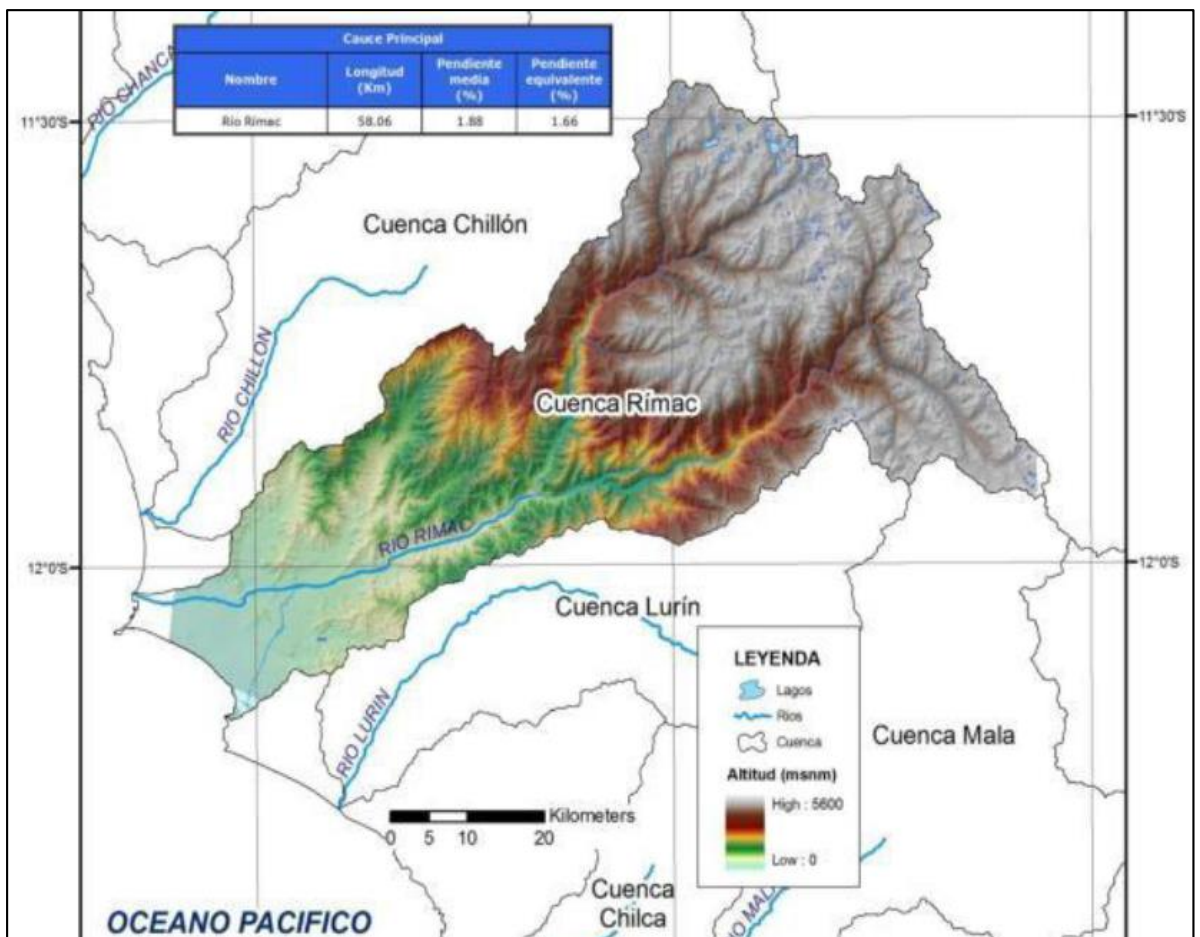 Cauce Principal
Nombre
Longitud
(Km)
Pendiente
media
(%)
Pendiente
equivalente
(%)
Rio Rimac
58.06
1.88
1.66
RIO CHANCA
11°30'S
11°30'S
Cuenca Chillón
RIO CHILLON
Cuenca Rímac
RIO RIMAC
12°0'S
12°0'S
Cuenca Lurín
RIO LURIN
LEYENDA
Lagos
Rios
Cuenca
Altitud (msnm)
High : 5600
Low : 0
Cuenca Mala
Kilometers
0 5 10 20
Cuenca
Chilca
IO MAL
OCEANO PACIFICO